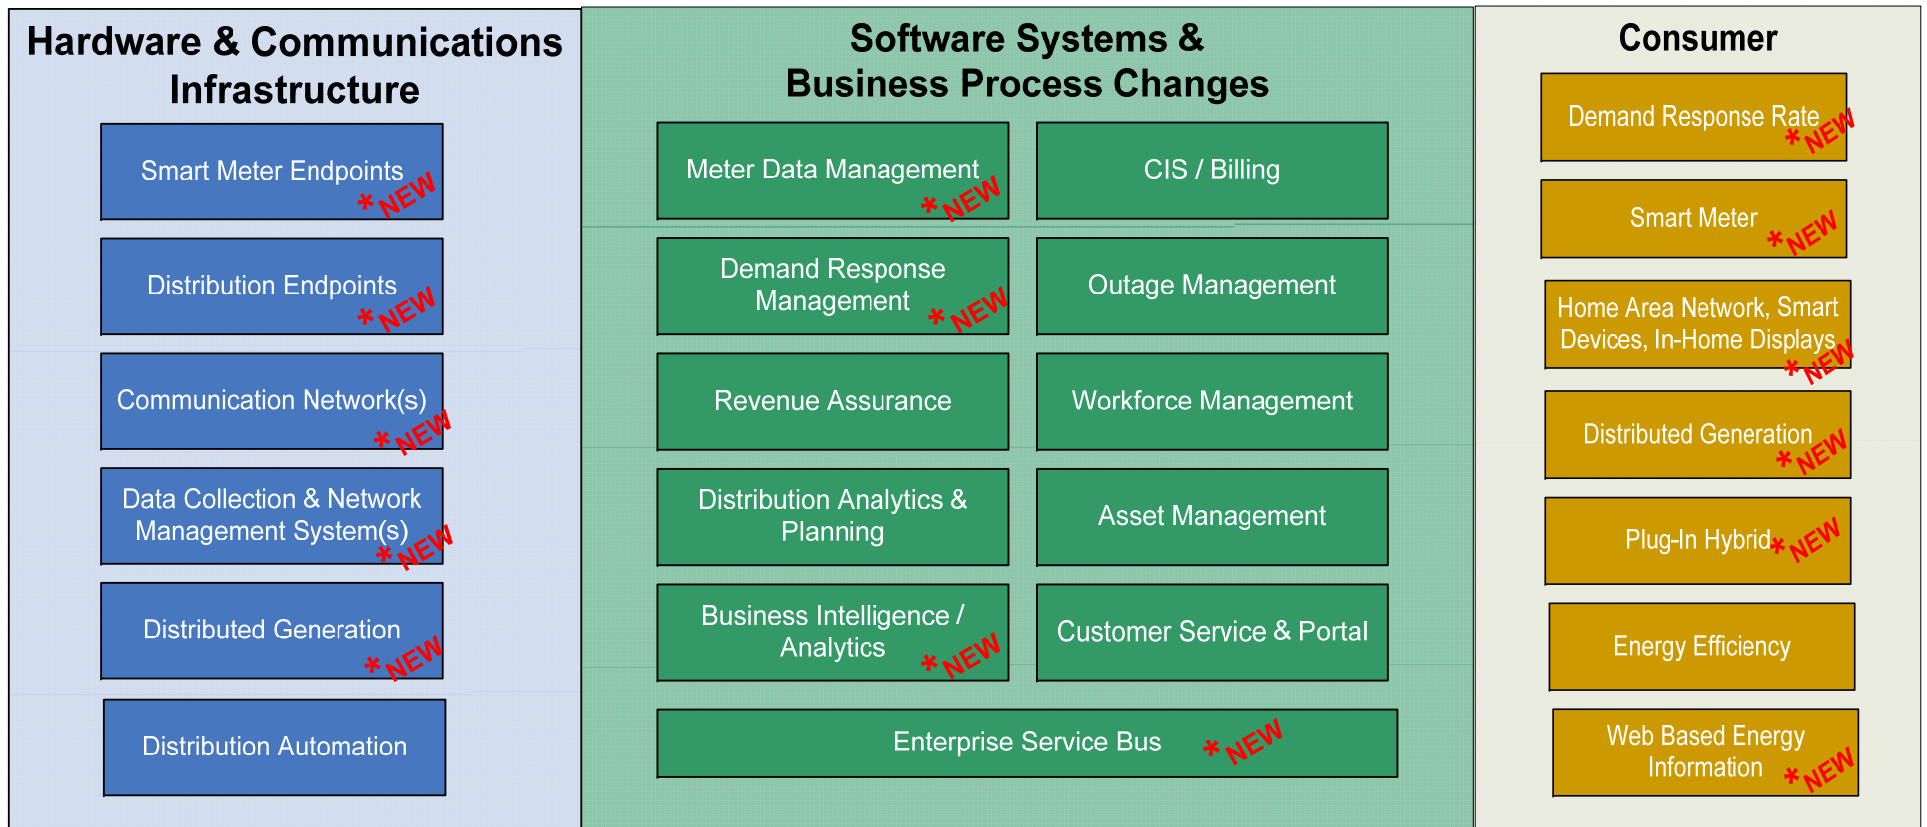 Hardware & Communications
Infrastructure
Smart Meter Endpoints
*NEW
Distribution Endpoints
*NEW
Communication Network(s)
*NEW
Data Collection & Network
Management System(s)
*NEW
Distributed Generation
*NEW
Distribution Automation
Software Systems &
Business Process Changes
Meter Data Management
*NEW
CIS / Billing
Demand Response
Management
*NEW
Outage Management
Revenue Assurance
Workforce Management
Distribution Analytics &
Planning
Asset Management
Business Intelligence /
Analytics
*NEW
Customer Service & Portal
Enterprise Service Bus
*NEW
Consumer
Demand Response Rate
*NEW
Smart Meter
*NEW
Home Area Network, Smart
Devices, In-Home Displays
*NEW
Distributed Generation
*NEW
Plug-In Hybrid
*NEW
Energy Efficiency
Web Based Energy
Information
*NEW